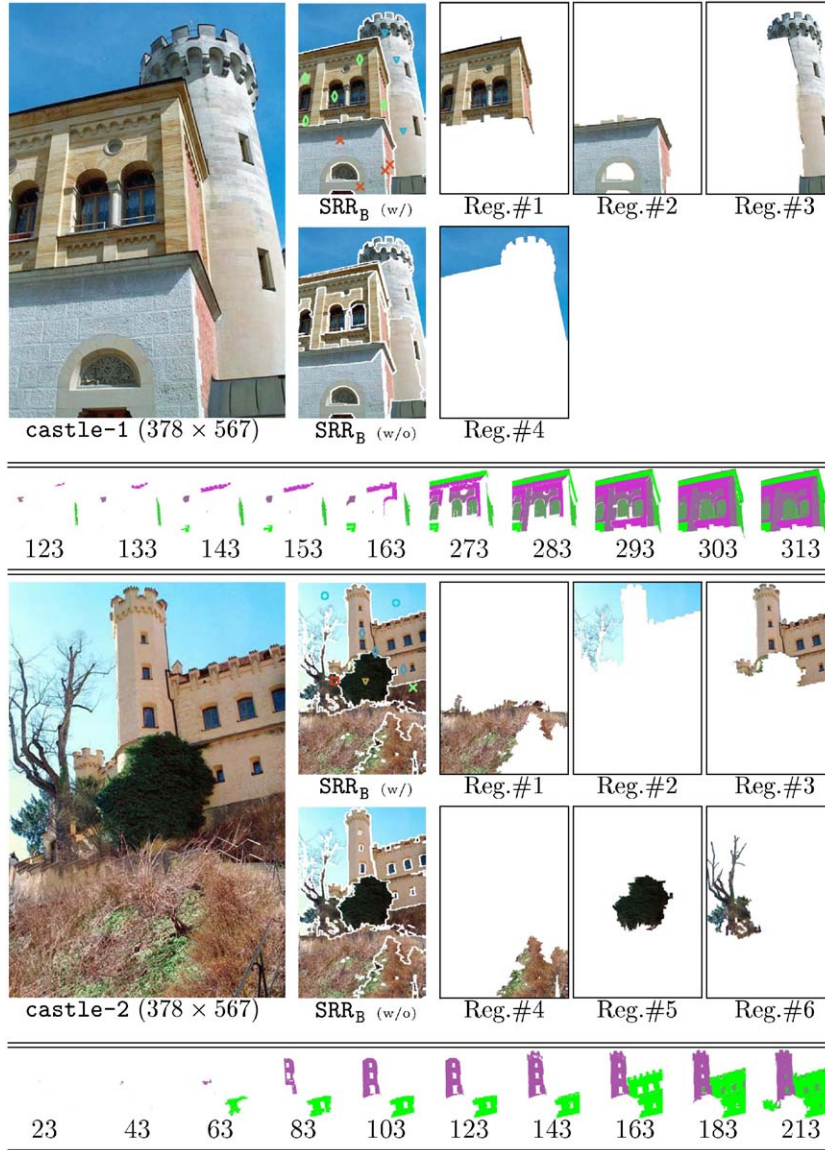 SRR_B (w/) Reg.#1 Reg.#2 Reg.#3
castle-1 (378 × 567) SRR_B (w/o) Reg.#4
123 133 143 153 163 273 283 293 303 313
SRR_B (w/) Reg.#1 Reg.#2 Reg.#3
castle-2 (378 × 567) SRR_B (w/o) Reg.#4 Reg.#5 Reg.#6
23 43 63 83 103 123 143 163 183 213